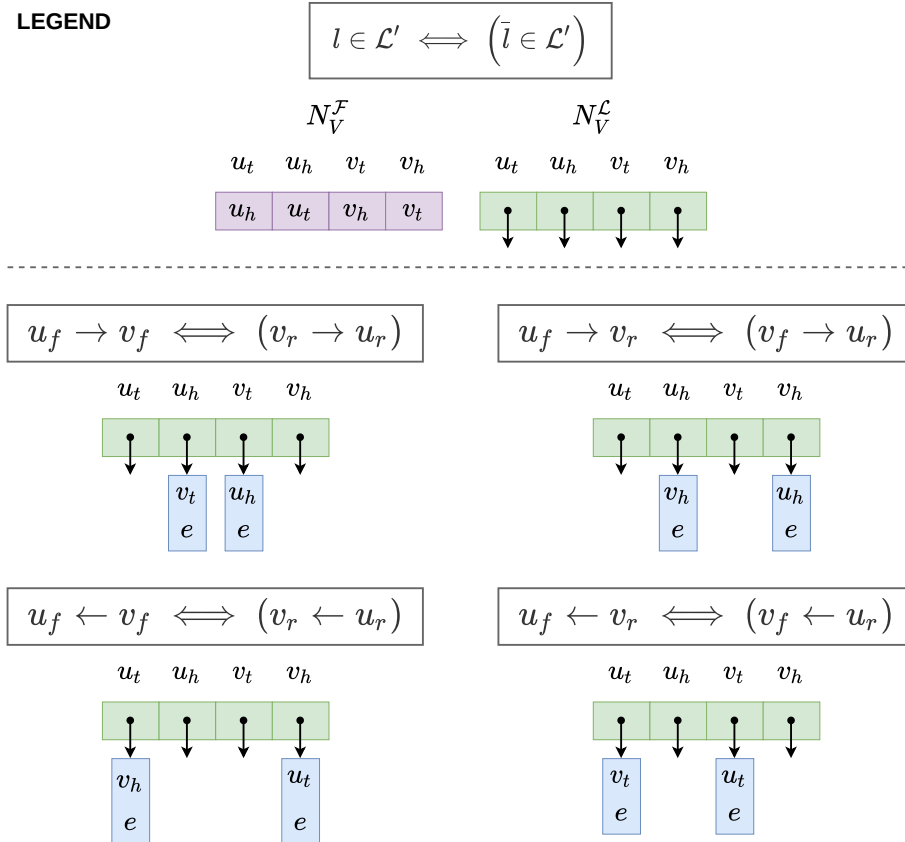 LEGEND
l ∈ 𝓛′ ⟺ (l̄ ∈ 𝓛′)
N_V^𝓕 N_V^𝓛
u_t u_h v_t v_h u_t u_h v_t v_h
u_h u_t v_h v_t
u_f → v_f ⟺ (v_r → u_r) u_f → v_r ⟺ (v_f → u_r)
u_t u_h v_t v_h u_t u_h v_t v_h
v_t u_h v_h u_h
e e e e
u_f ← v_f ⟺ (v_r ← u_r) u_f ← v_r ⟺ (v_f ← u_r)
u_t u_h v_t v_h u_t u_h v_t v_h
v_h u_t v_t u_t
e e e e